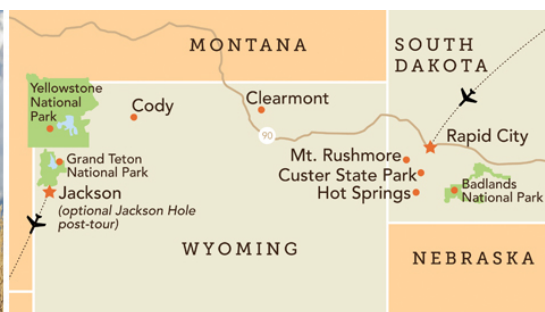 MONTANA
SOUTH
DAKOTA
Yellowstone
National
Park
Cody
Clearmont
90
Rapid City
Grand Teton
National Park
Mt. Rushmore
Custer State Park
Hot Springs
Badlands
National Park
Jackson
(optional Jackson Hole
post-tour)
WYOMING
NEBRASKA